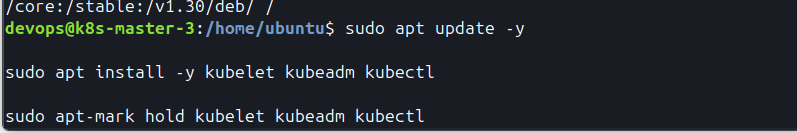 /core:/stable:/v1.30/deb/ /
devops@k8s-master-3:/home/ubuntu$ sudo apt update -y
sudo apt install -y kubelet kubeadm kubectl
sudo apt-mark hold kubelet kubeadm kubectl